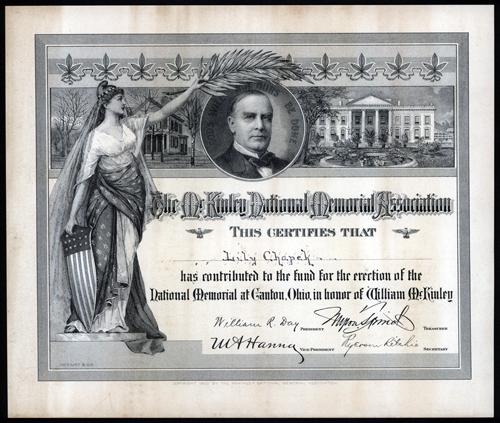 The McKinley National Memorial Association
THIS CERTIFIES THAT
Lily Chapek
has contributed to the fund for the erection of the
National Memorial at Canton, Ohio, in honor of William McKinley
William R. Day PRESIDENT
TREASURER
M A Hanna VICE-PRESIDENT
Ryerson Ritchie SECRETARY